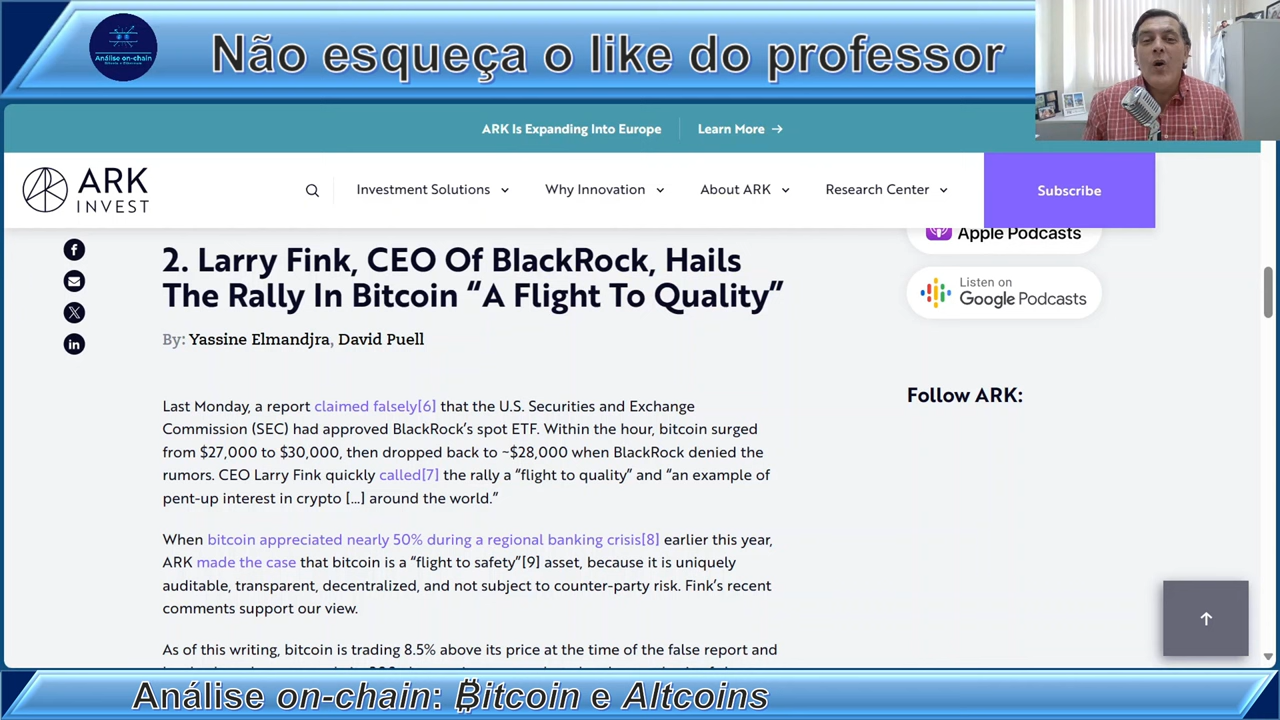 Não esqueça o like do professor
Análise on-chain
ARK Is Expanding Into Europe
Learn More →
ARK
INVEST
Investment Solutions
Why Innovation
About ARK
Research Center
Subscribe
2. Larry Fink, CEO Of BlackRock, Hails
The Rally In Bitcoin “A Flight To Quality”
By: Yassine Elmandjra, David Puell
Last Monday, a report claimed falsely[6] that the U.S. Securities and Exchange
Commission (SEC) had approved BlackRock’s spot ETF. Within the hour, bitcoin surged
from $27,000 to $30,000, then dropped back to ~$28,000 when BlackRock denied the
rumors. CEO Larry Fink quickly called[7] the rally a “flight to quality” and “an example of
pent-up interest in crypto […] around the world.”
When bitcoin appreciated nearly 50% during a regional banking crisis[8] earlier this year,
ARK made the case that bitcoin is a “flight to safety”[9] asset, because it is uniquely
auditable, transparent, decentralized, and not subject to counter-party risk. Fink’s recent
comments support our view.
As of this writing, bitcoin is trading 8.5% above its price at the time of the false report and
Apple Podcasts
Listen on
Google Podcasts
Follow ARK:
Análise on-chain: ₿itcoin e Altcoins